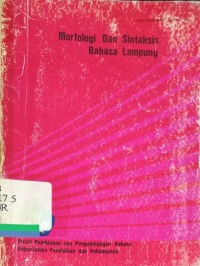 Morfologi Dan Sintaksis
Bahasa Lampung
Pusat Pembinaan dan Pengembangan Bahasa
Departemen Pendidikan dan Kebudayaan